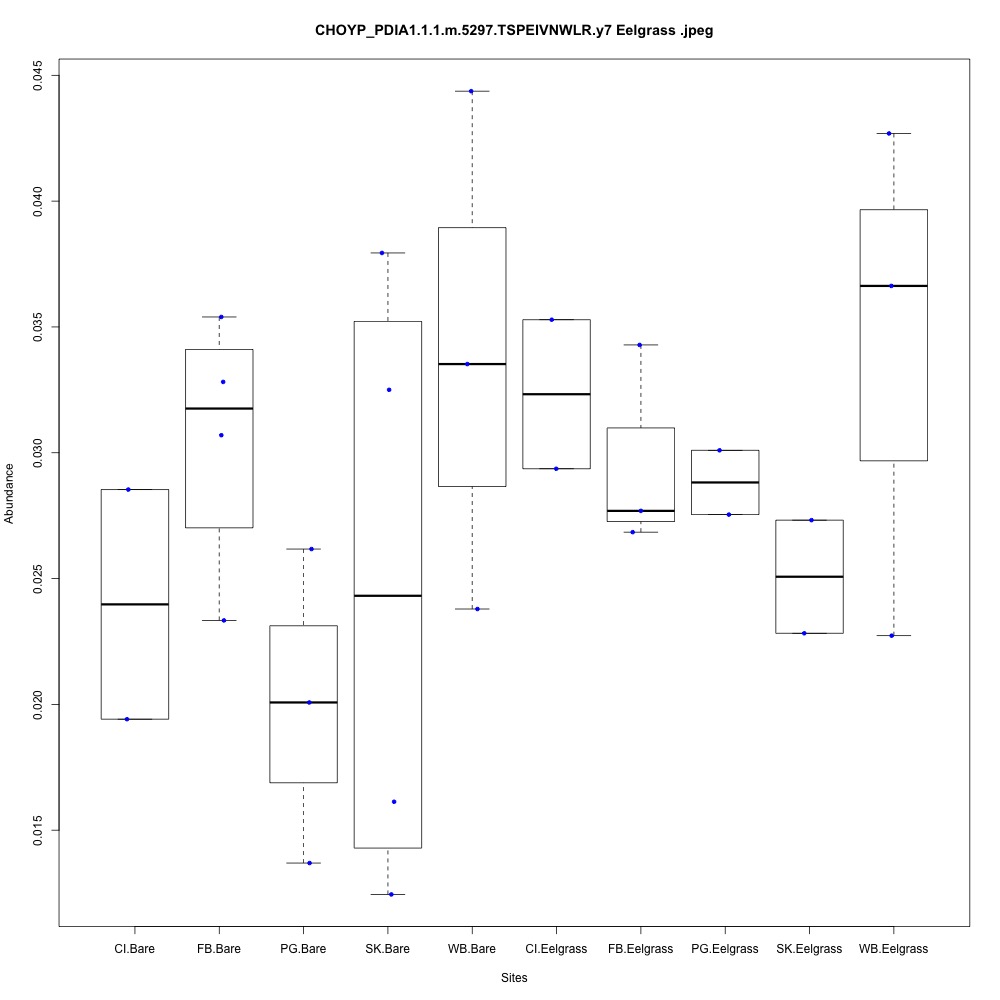 CHOYP_PDIA1.1.1.m.5297.TSPEIVNWLR.y7 Eelgrass .jpeg
Abundance
0.045
0.040
0.035
0.030
0.025
0.020
0.015
CI.Bare FB.Bare PG.Bare SK.Bare WB.Bare CI.Eelgrass FB.Eelgrass PG.Eelgrass SK.Eelgrass WB.Eelgrass
Sites